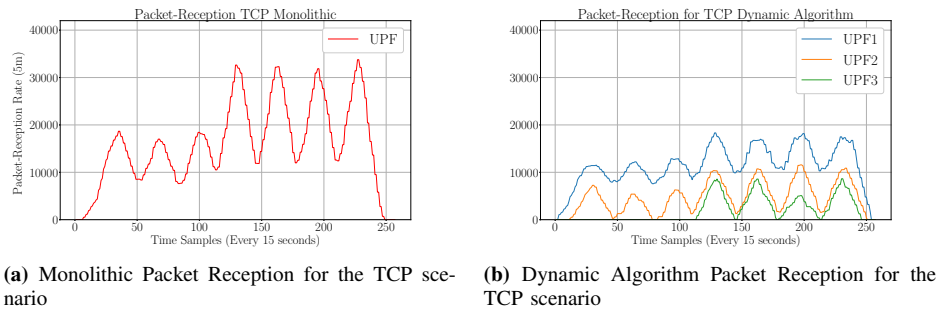 Packet-Reception TCP Monolithic
UPF
Packet-Reception Rate (5m)
40000
30000
20000
10000
0
0 50 100 150 200 250
Time Samples (Every 15 seconds)
(a) Monolithic Packet Reception for the TCP sce-
nario
Packet-Reception for TCP Dynamic Algorithm
UPF1
UPF2
UPF3
40000
30000
20000
10000
0
0 50 100 150 200 250
Time Samples (Every 15 seconds)
(b) Dynamic Algorithm Packet Reception for the
TCP scenario